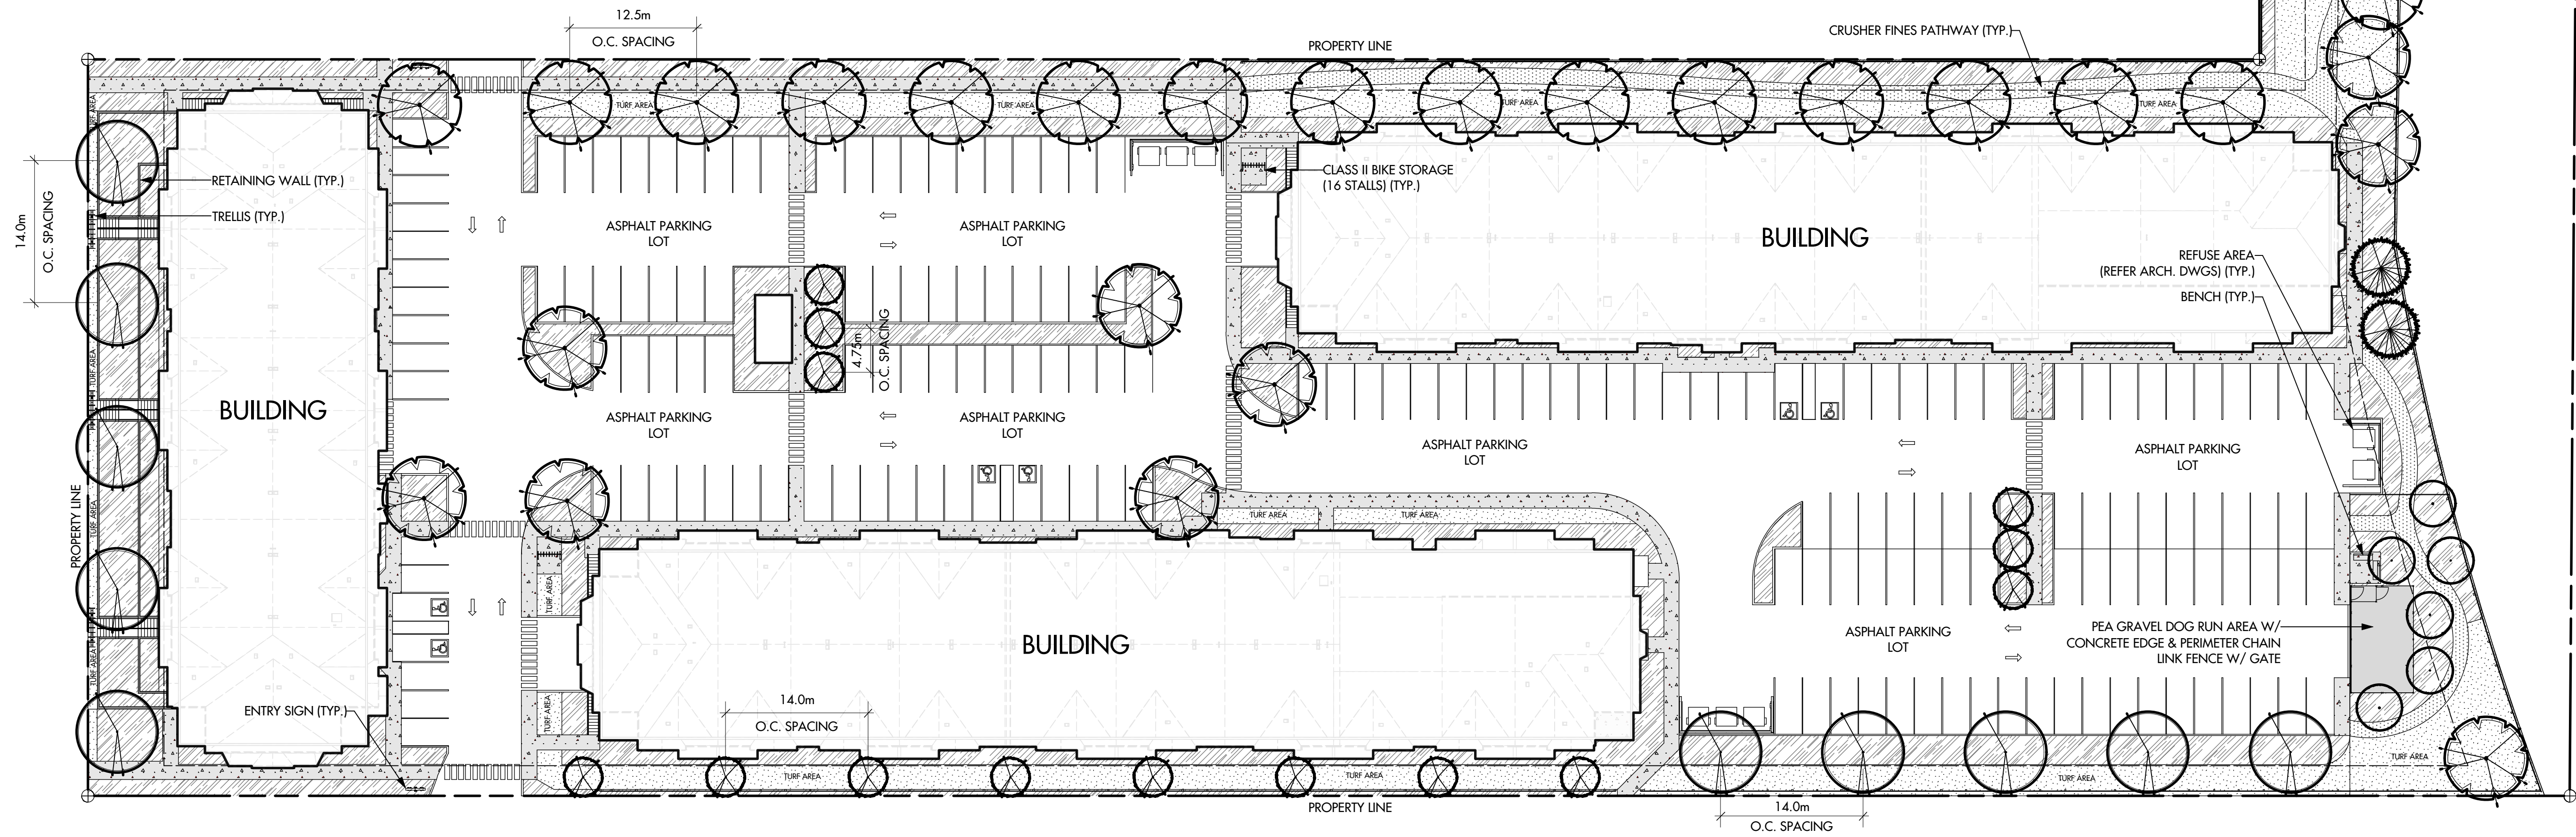 12.5m
O.C. SPACING
PROPERTY LINE
CRUSHER FINES PATHWAY (TYP.)
TURF AREA
TURF AREA
TURF AREA
TURF AREA
TURF AREA
RETAINING WALL (TYP.)
TRELLIS (TYP.)
14.0m
O.C. SPACING
CLASS II BIKE STORAGE
(16 STALLS) (TYP.)
ASPHALT PARKING
LOT
ASPHALT PARKING
LOT
BUILDING
REFUSE AREA
(REFER ARCH. DWGS) (TYP.)
BENCH (TYP.)
4.75m
O.C. SPACING
TURF AREA
BUILDING
ASPHALT PARKING
LOT
ASPHALT PARKING
LOT
ASPHALT PARKING
LOT
ASPHALT PARKING
LOT
PROPERTY LINE
TURF AREA
TURF AREA
TURF AREA
TURF AREA
BUILDING
ASPHALT PARKING
LOT
PEA GRAVEL DOG RUN AREA W/
CONCRETE EDGE & PERIMETER CHAIN
LINK FENCE W/ GATE
TURF AREA
TURF AREA
ENTRY SIGN (TYP.)
14.0m
O.C. SPACING
TURF AREA
TURF AREA
TURF AREA
TURF AREA
PROPERTY LINE
14.0m
O.C. SPACING